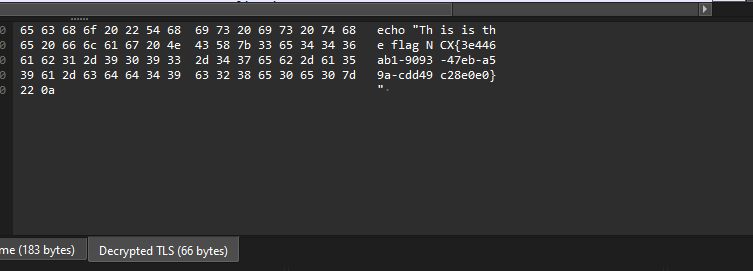 0 65 63 68 6f 20 22 54 68 69 73 20 69 73 20 74 68 echo "Th is is th
0 65 20 66 6c 61 67 20 4e 43 58 7b 33 65 34 34 36 e flag N CX{3e446
0 61 62 31 2d 39 30 39 33 2d 34 37 65 62 2d 61 35 ab1-9093 -47eb-a5
0 39 61 2d 63 64 64 34 39 63 32 38 65 30 65 30 7d 9a-cdd49 c28e0e0}
0 22 0a "·
me (183 bytes) Decrypted TLS (66 bytes)